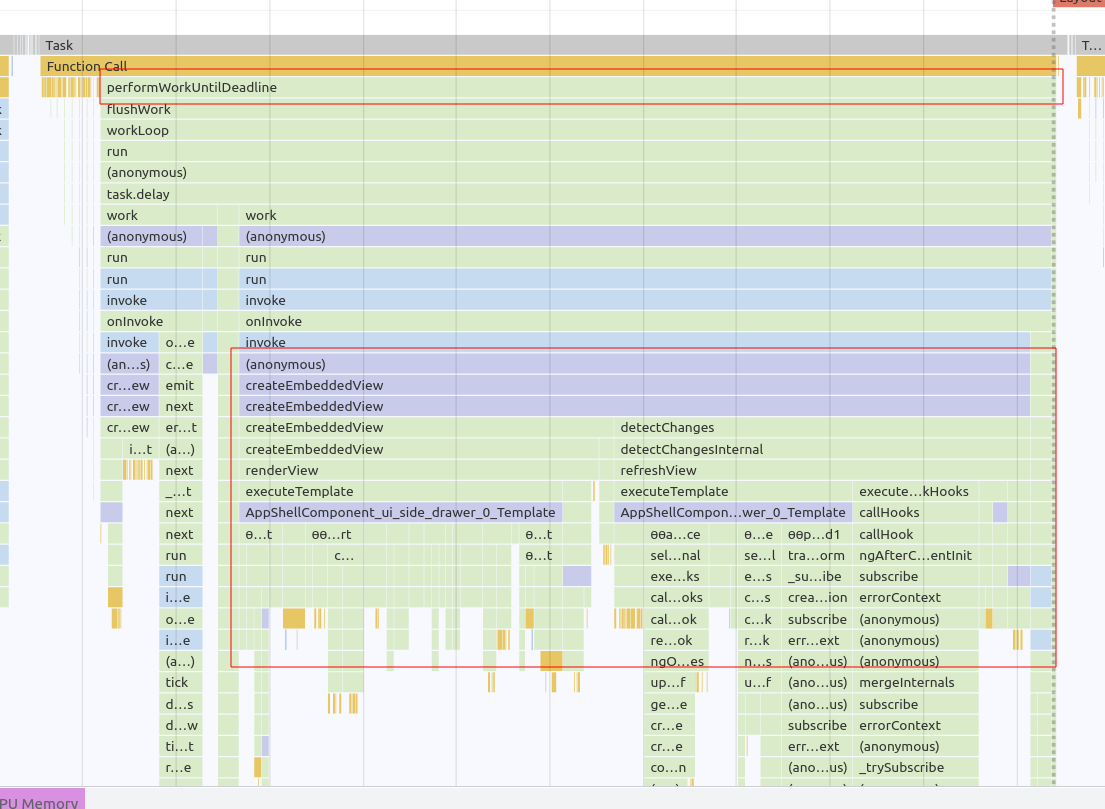 Layout
Task T...
Function Call
performWorkUntilDeadline
flushWork
workLoop
run
(anonymous)
task.delay
work work
(anonymous) (anonymous)
run run
run run
invoke invoke
onInvoke onInvoke
invoke o...e invoke
(an...s) c...e (anonymous)
cr...ew emit createEmbeddedView
cr...ew next createEmbeddedView
cr...ew er...t createEmbeddedView detectChanges
i...t (a...) createEmbeddedView detectChangesInternal
next renderView refreshView
_...t executeTemplate executeTemplate execute...kHooks
next AppShellComponent_ui_side_drawer_0_Template AppShellCompon...wer_0_Template callHooks
next ɵ...t ɵɵ...rt ɵ...t ɵɵa...ce ɵ...e ɵɵp...d1 callHook
run c... ɵ...t sel...nal se...l tra...orm ngAfterC...entInit
run exe...ks e...s _su...ibe subscribe
i...e cal...oks c...s crea...ion errorContext
o...e cal...ok c...k subscribe (anonymous)
i...e re...ok r...k err...ext (anonymous)
(a...) ngO...es n...s (ano...us) (anonymous)
tick up...f u...f (ano...us) mergeInternals
d...s ge...e (ano...us) subscribe
d...w cr...e subscribe errorContext
ti...t cr...e err...ext (anonymous)
r...e co...n (ano...us) _trySubscribe
PU Memory